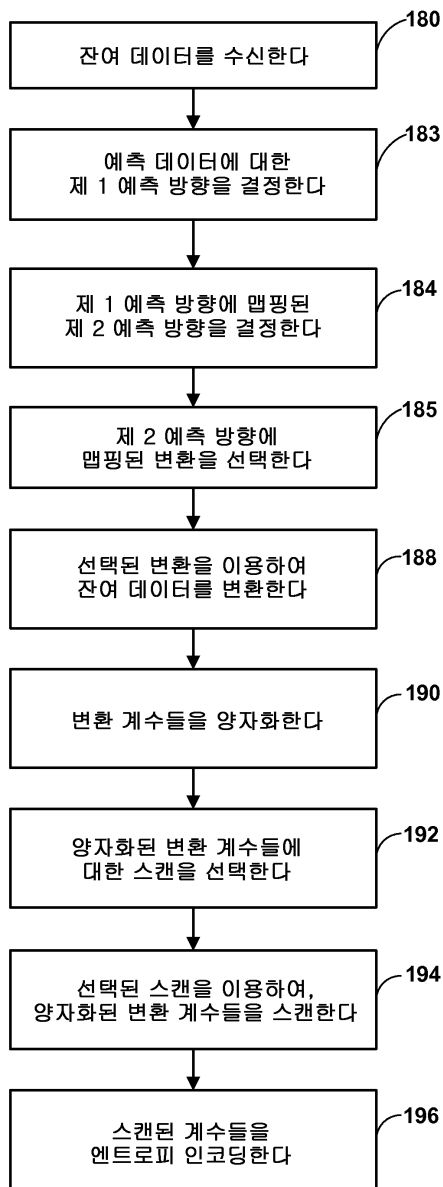 180
잔여 데이터를 수신한다
183
예측 데이터에 대한
제 1 예측 방향을 결정한다
184
제 1 예측 방향에 맵핑된
제 2 예측 방향을 결정한다
185
제 2 예측 방향에
맵핑된 변환을 선택한다
188
선택된 변환을 이용하여
잔여 데이터를 변환한다
190
변환 계수들을 양자화한다
192
양자화된 변환 계수들에
대한 스캔을 선택한다
194
선택된 스캔을 이용하여,
양자화된 변환 계수들을 스캔한다
196
스캔된 계수들을
엔트로피 인코딩한다